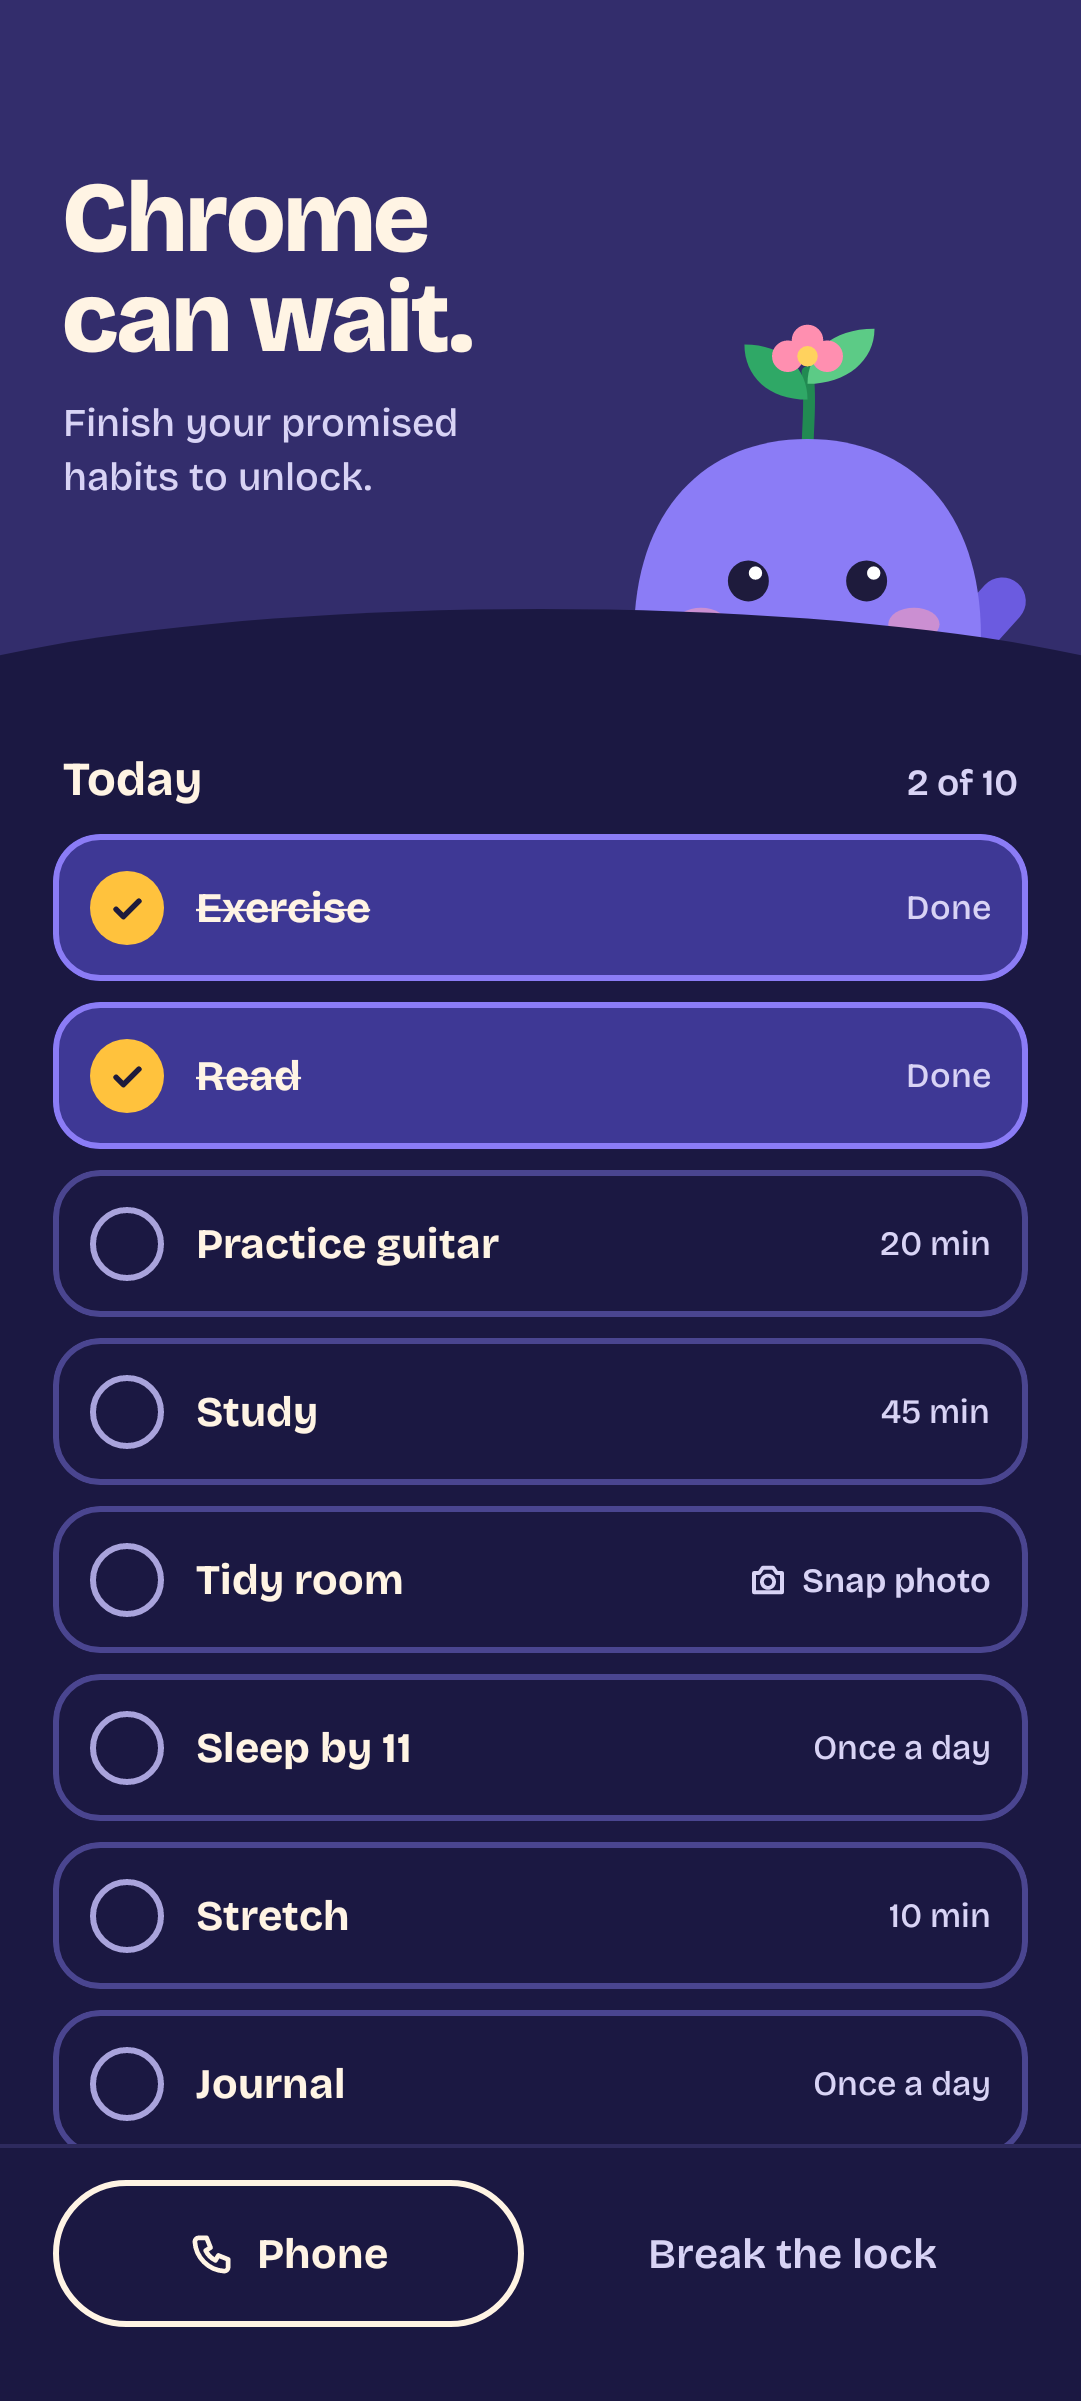 Chrome
can wait.
Finish your promised
habits to unlock.
Today
2 of 10
Exercise
Done
Read
Done
Practice guitar
20 min
Study
45 min
Tidy room
Snap photo
Sleep by 11
Once a day
Stretch
10 min
Journal
Once a day
Phone
Break the lock